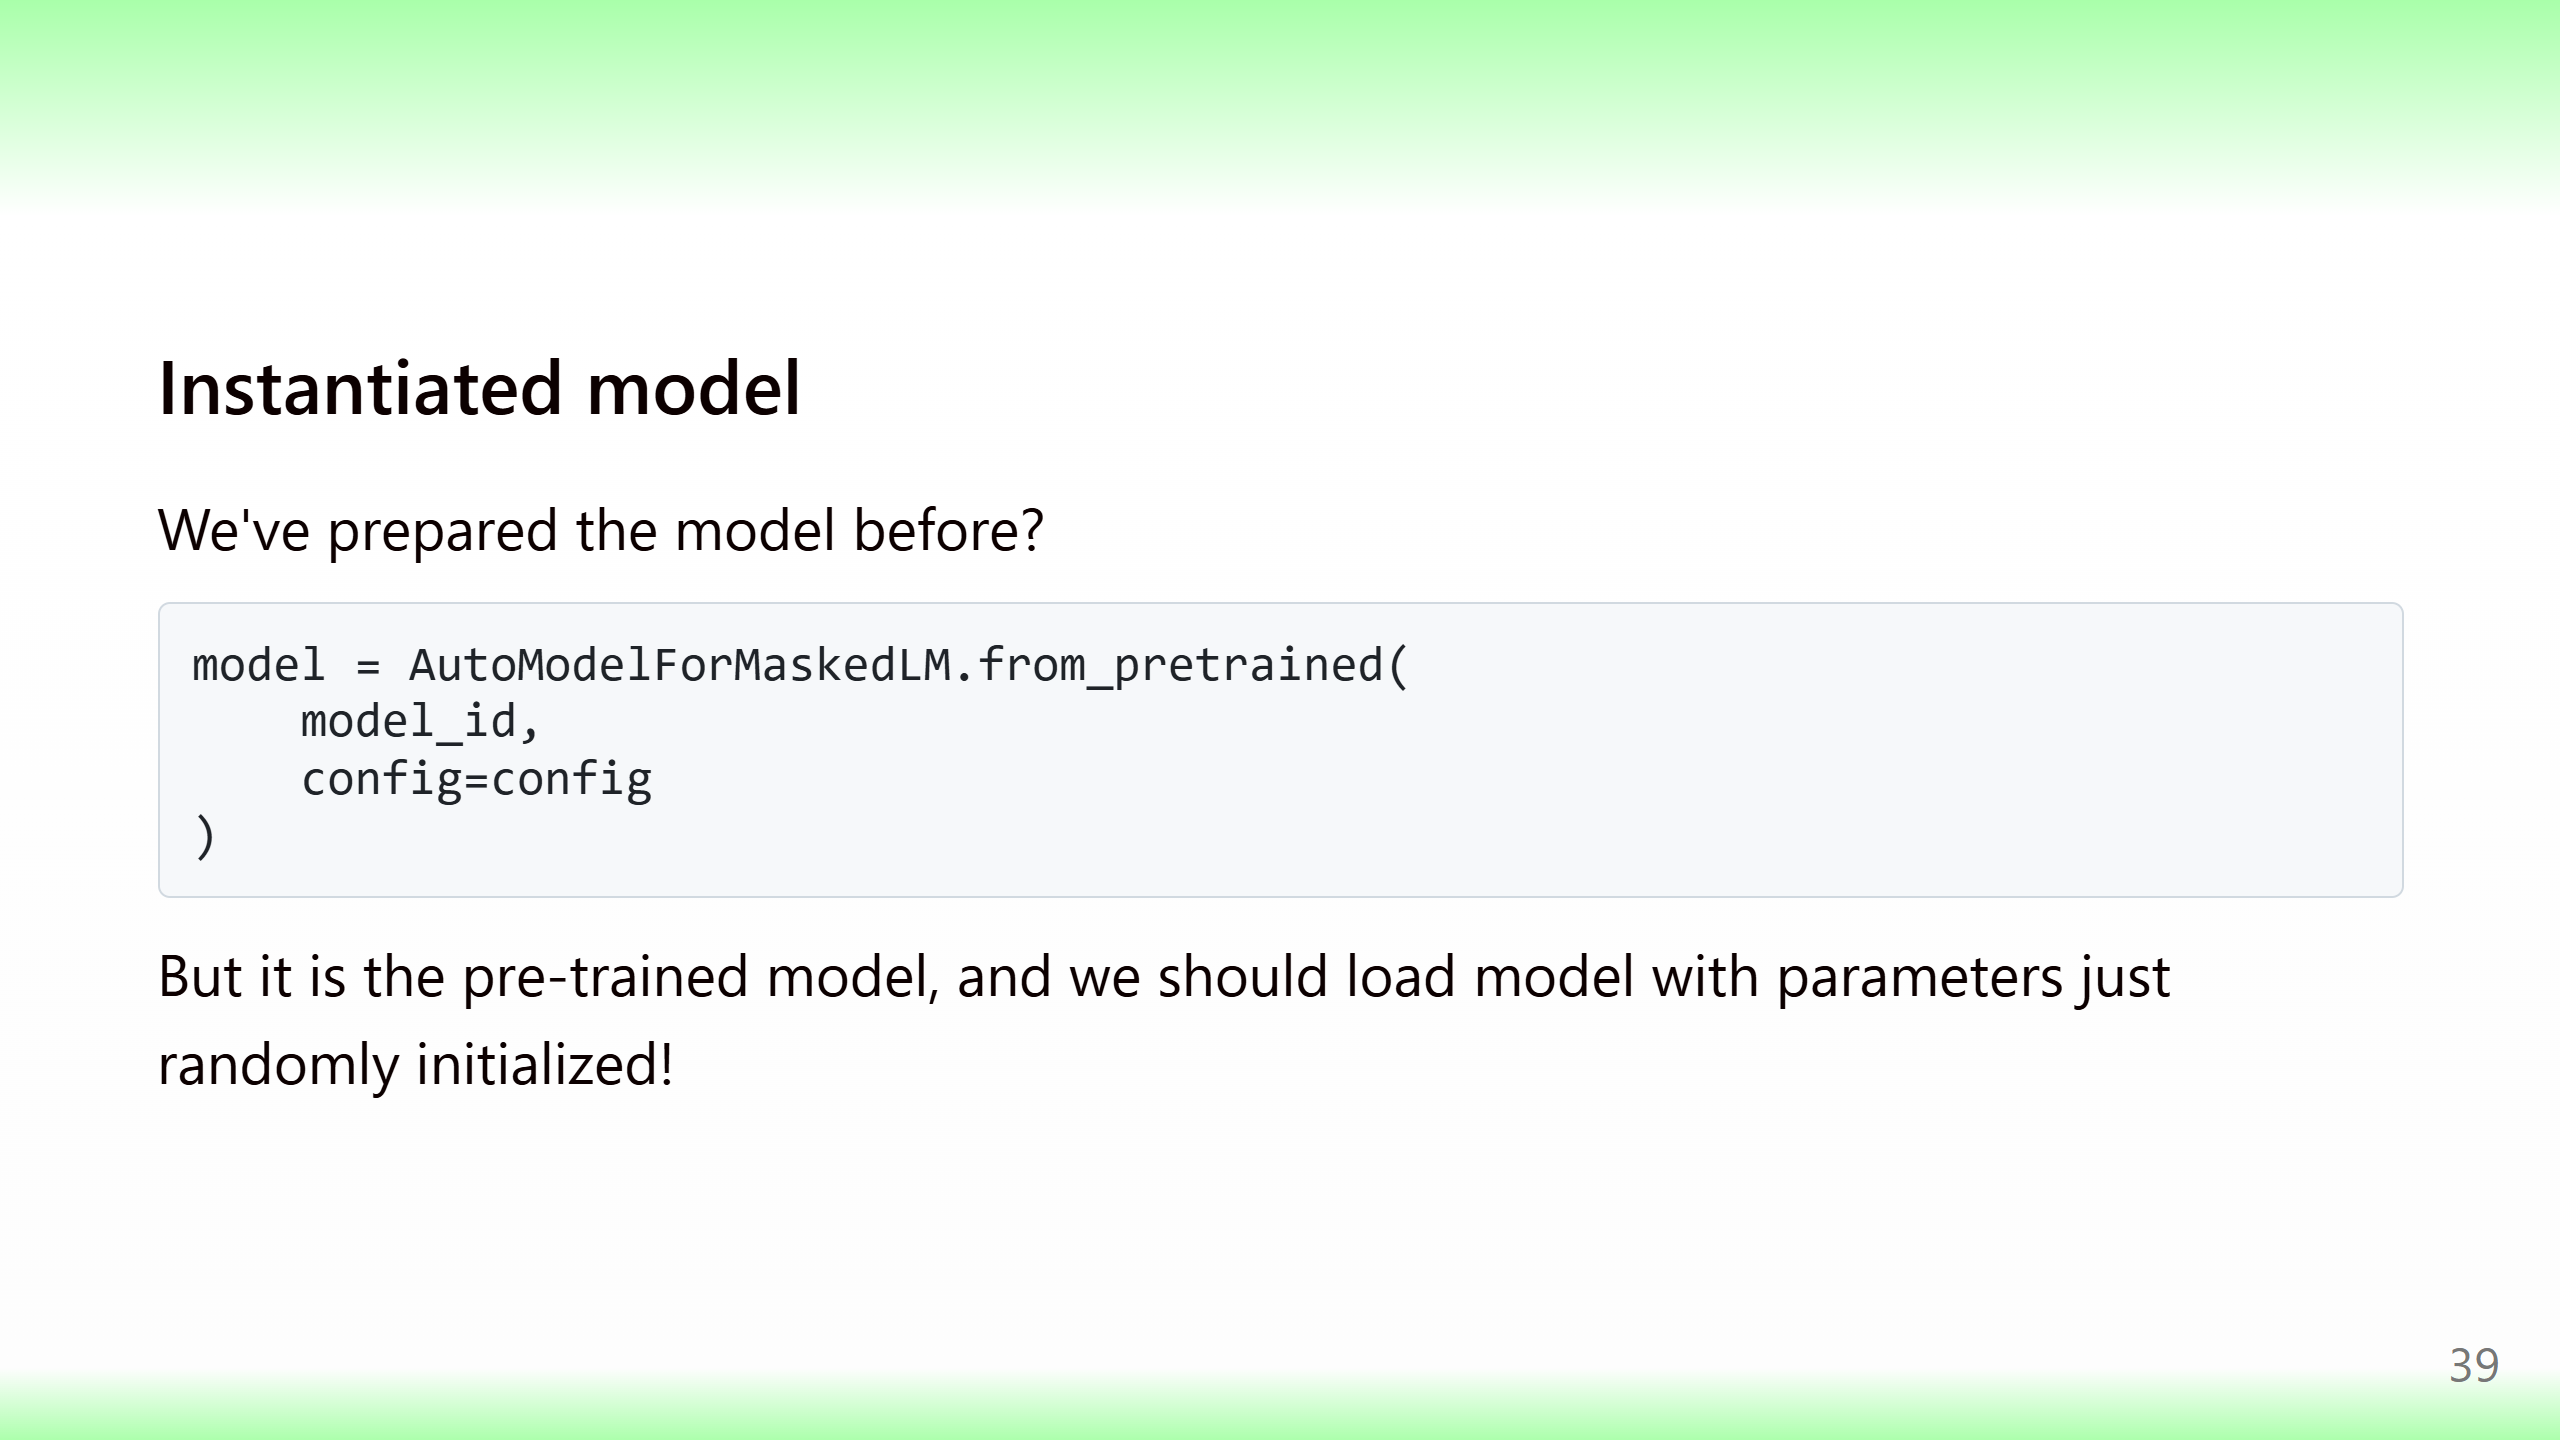 Instantiated model
We've prepared the model before?
model = AutoModelForMaskedLM.from_pretrained(
    model_id,
    config=config
)
But it is the pre-trained model, and we should load model with parameters just
randomly initialized!
39